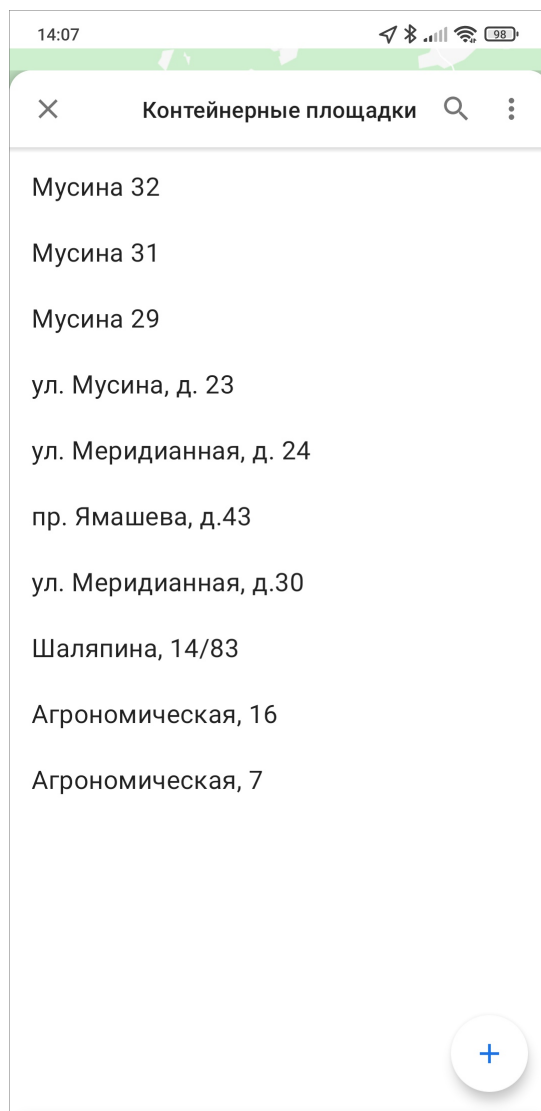 14:07
98
Контейнерные площадки
Мусина 32
Мусина 31
Мусина 29
ул. Мусина, д. 23
ул. Меридианная, д. 24
пр. Ямашева, д.43
ул. Меридианная, д.30
Шаляпина, 14/83
Агрономическая, 16
Агрономическая, 7